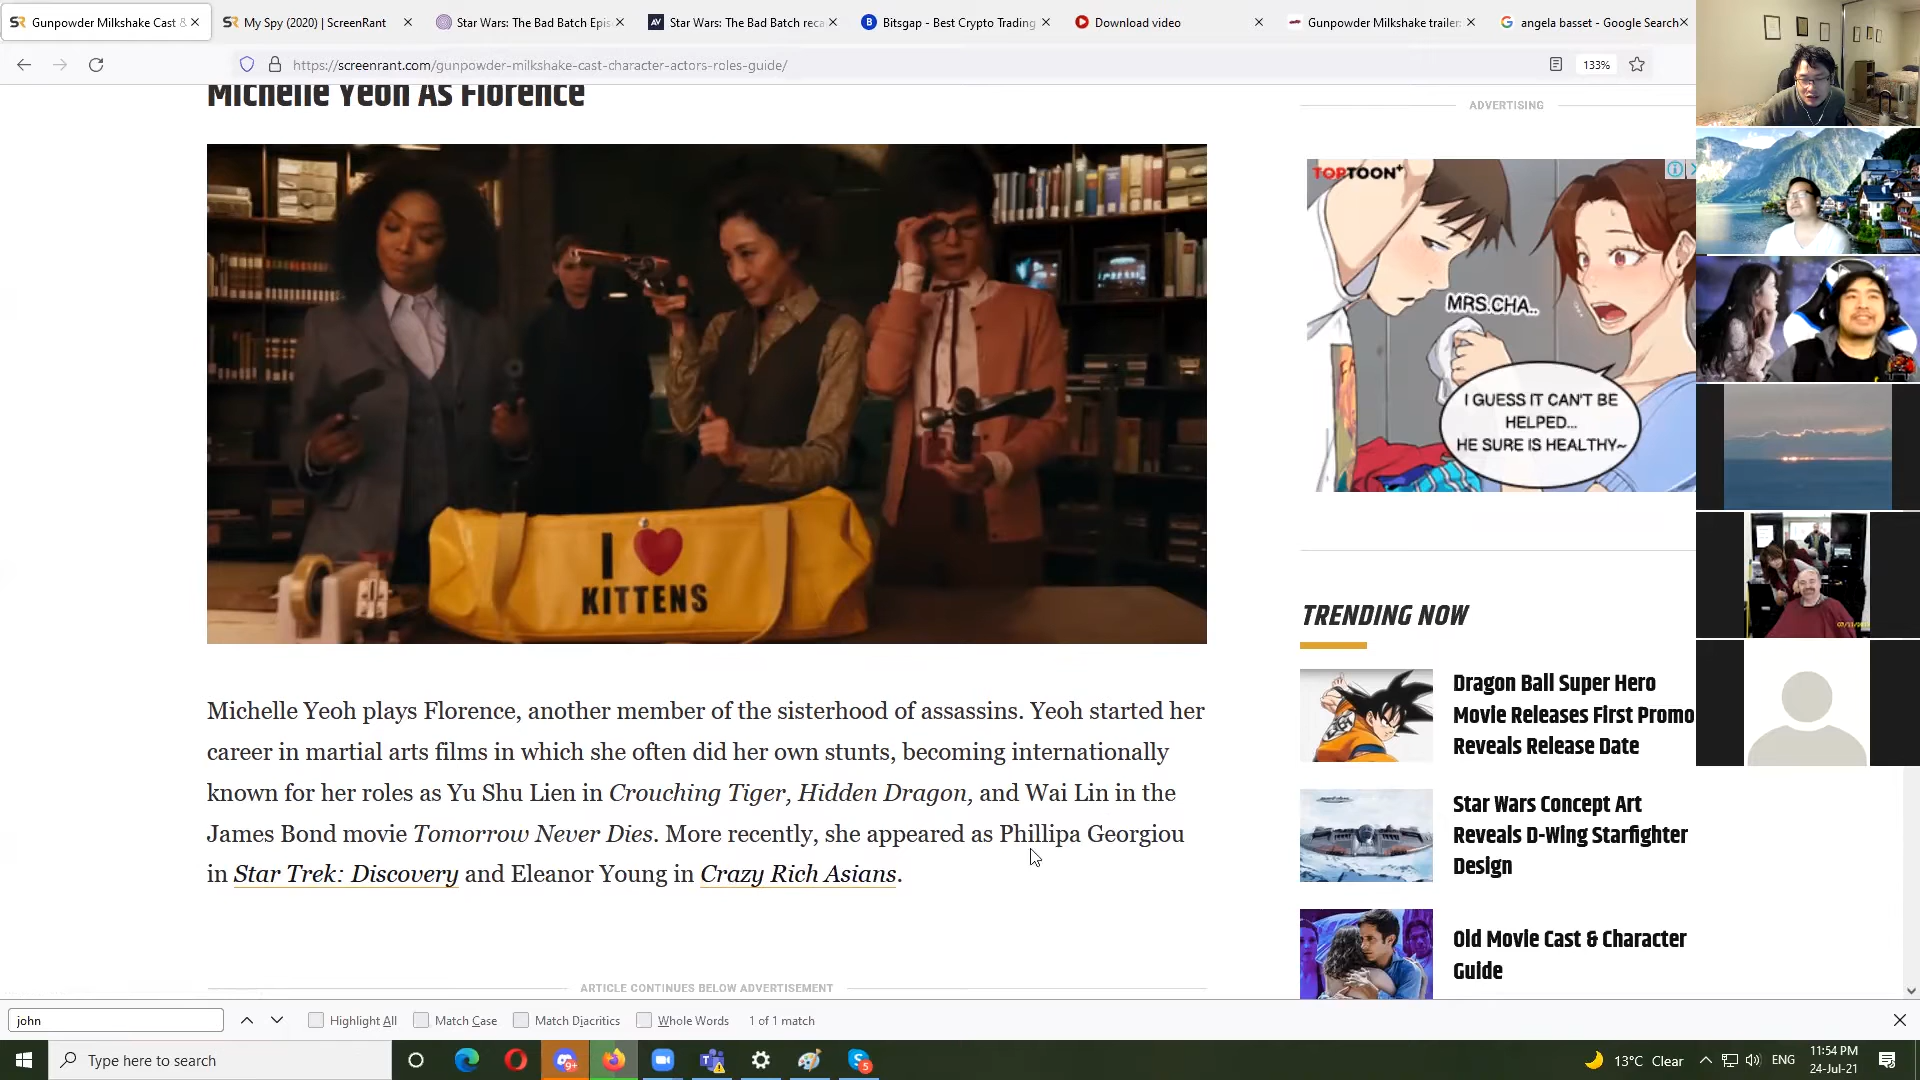 Gunpowder Milkshake Cast &
My Spy (2020) | ScreenRant
Star Wars: The Bad Batch Epis
Star Wars: The Bad Batch reca
Bitsgap - Best Crypto Trading
Download video
Gunpowder Milkshake trailer:
angela basset - Google Search
https://screenrant.com/gunpowder-milkshake-cast-character-actors-roles-guide/
133%
Michelle Yeoh As Florence
I
KITTENS
Michelle Yeoh plays Florence, another member of the sisterhood of assassins. Yeoh started her
career in martial arts films in which she often did her own stunts, becoming internationally
known for her roles as Yu Shu Lien in Crouching Tiger, Hidden Dragon, and Wai Lin in the
James Bond movie Tomorrow Never Dies. More recently, she appeared as Phillipa Georgiou
in Star Trek: Discovery and Eleanor Young in Crazy Rich Asians.
ARTICLE CONTINUES BELOW ADVERTISEMENT
ADVERTISING
TOPTOON+
MRS.CHA..
I GUESS IT CAN'T BE
HELPED...
HE SURE IS HEALTHY~
TRENDING NOW
Dragon Ball Super Hero
Movie Releases First Promo
Reveals Release Date
Star Wars Concept Art
Reveals D-Wing Starfighter
Design
Old Movie Cast & Character
Guide
john
Highlight All
Match Case
Match Diacritics
Whole Words
1 of 1 match
Type here to search
9+
5
13°C Clear
ENG
11:54 PM
24-Jul-21